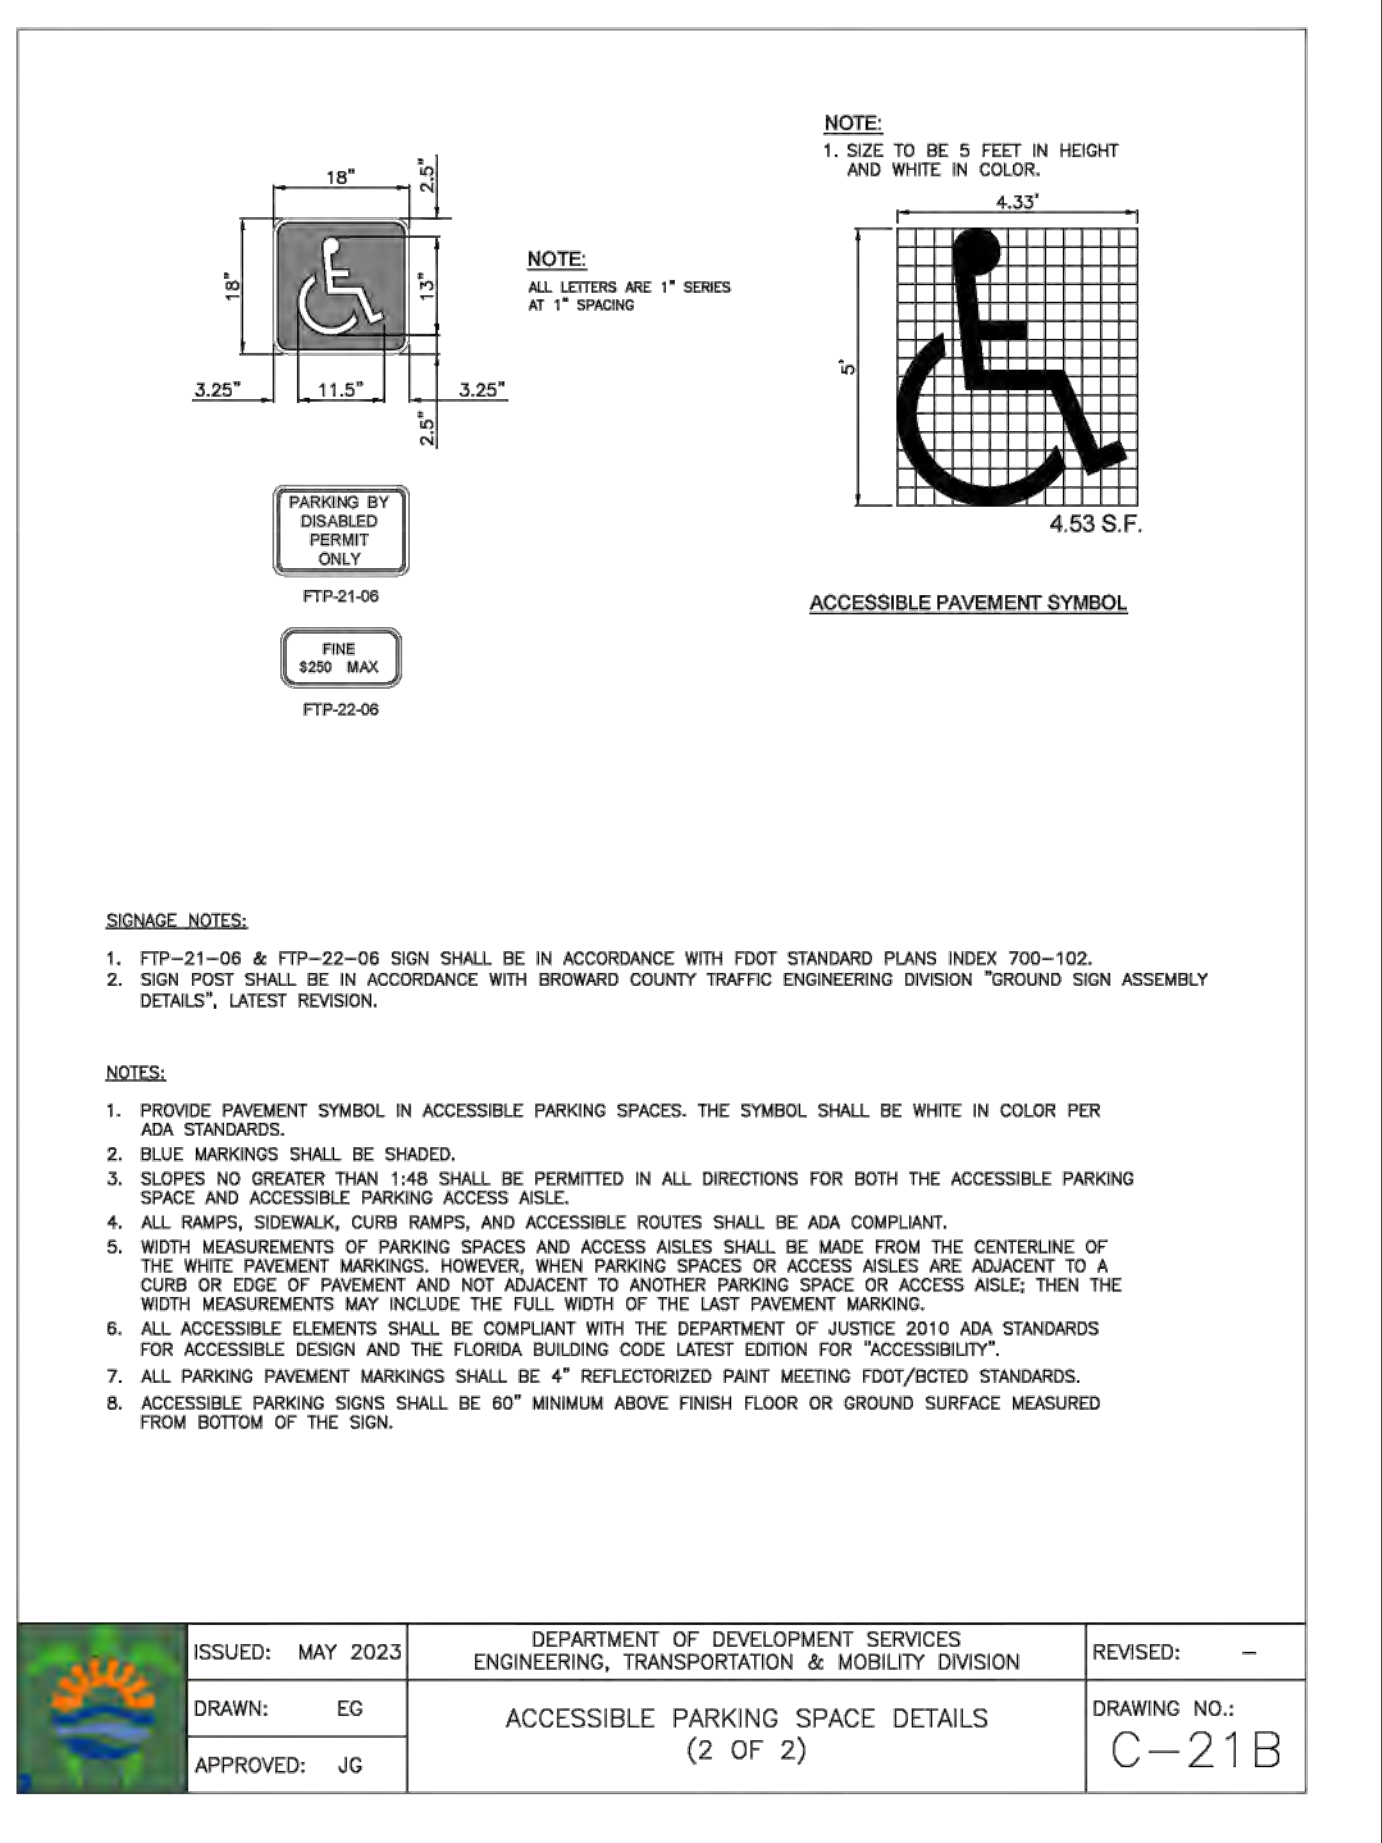 NOTE:
1. SIZE TO BE 5 FEET IN HEIGHT
AND WHITE IN COLOR.
18"
2.5"
4.33'
18"
13"
NOTE:
ALL LETTERS ARE 1" SERIES
AT 1" SPACING
5'
3.25"
11.5"
3.25"
2.5"
4.53 S.F.
PARKING BY
DISABLED
PERMIT
ONLY
FTP-21-06
ACCESSIBLE PAVEMENT SYMBOL
FINE
$250 MAX
FTP-22-06
SIGNAGE NOTES:
1. FTP-21-06 & FTP-22-06 SIGN SHALL BE IN ACCORDANCE WITH FDOT STANDARD PLANS INDEX 700-102.
2. SIGN POST SHALL BE IN ACCORDANCE WITH BROWARD COUNTY TRAFFIC ENGINEERING DIVISION "GROUND SIGN ASSEMBLY
DETAILS", LATEST REVISION.
NOTES:
1. PROVIDE PAVEMENT SYMBOL IN ACCESSIBLE PARKING SPACES. THE SYMBOL SHALL BE WHITE IN COLOR PER
ADA STANDARDS.
2. BLUE MARKINGS SHALL BE SHADED.
3. SLOPES NO GREATER THAN 1:48 SHALL BE PERMITTED IN ALL DIRECTIONS FOR BOTH THE ACCESSIBLE PARKING
SPACE AND ACCESSIBLE PARKING ACCESS AISLE.
4. ALL RAMPS, SIDEWALK, CURB RAMPS, AND ACCESSIBLE ROUTES SHALL BE ADA COMPLIANT.
5. WIDTH MEASUREMENTS OF PARKING SPACES AND ACCESS AISLES SHALL BE MADE FROM THE CENTERLINE OF
THE WHITE PAVEMENT MARKINGS. HOWEVER, WHEN PARKING SPACES OR ACCESS AISLES ARE ADJACENT TO A
CURB OR EDGE OF PAVEMENT AND NOT ADJACENT TO ANOTHER PARKING SPACE OR ACCESS AISLE; THEN THE
WIDTH MEASUREMENTS MAY INCLUDE THE FULL WIDTH OF THE LAST PAVEMENT MARKING.
6. ALL ACCESSIBLE ELEMENTS SHALL BE COMPLIANT WITH THE DEPARTMENT OF JUSTICE 2010 ADA STANDARDS
FOR ACCESSIBLE DESIGN AND THE FLORIDA BUILDING CODE LATEST EDITION FOR "ACCESSIBILITY".
7. ALL PARKING PAVEMENT MARKINGS SHALL BE 4" REFLECTORIZED PAINT MEETING FDOT/BCTED STANDARDS.
8. ACCESSIBLE PARKING SIGNS SHALL BE 60" MINIMUM ABOVE FINISH FLOOR OR GROUND SURFACE MEASURED
FROM BOTTOM OF THE SIGN.
ISSUED: MAY 2023
DRAWN: EG
APPROVED: JG
DEPARTMENT OF DEVELOPMENT SERVICES
ENGINEERING, TRANSPORTATION & MOBILITY DIVISION
ACCESSIBLE PARKING SPACE DETAILS
(2 OF 2)
REVISED: -
DRAWING NO.:
C-21B